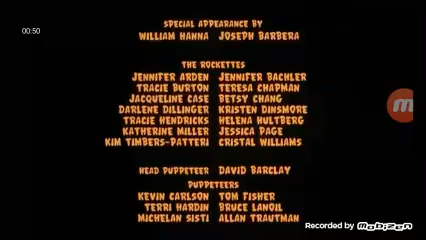 00:50
SPECIAL APPEARANCE BY
WILLIAM HANNA JOSEPH BARBERA
THE ROCKETTES
JENNIFER ARDEN JENNIFER BACHLER
TRACIE BURTON TERESA CHAPMAN
JACQUELINE CASE BETSY CHANG
DARLENE DILLINGER KRISTEN DINSMORE
TRACIE HENDRICKS HELENA HULTBERG
KATHERINE MILLER JESSICA PAGE
KIM TIMBERS-PATTERI CRISTAL WILLIAMS
HEAD PUPPETEER DAVID BARCLAY
PUPPETEERS
KEVIN CARLSON TOM FISHER
TERRI HARDIN BRUCE LANOIL
MICHELAN SISTI ALLAN TRAUTMAN
Recorded by Mobizen